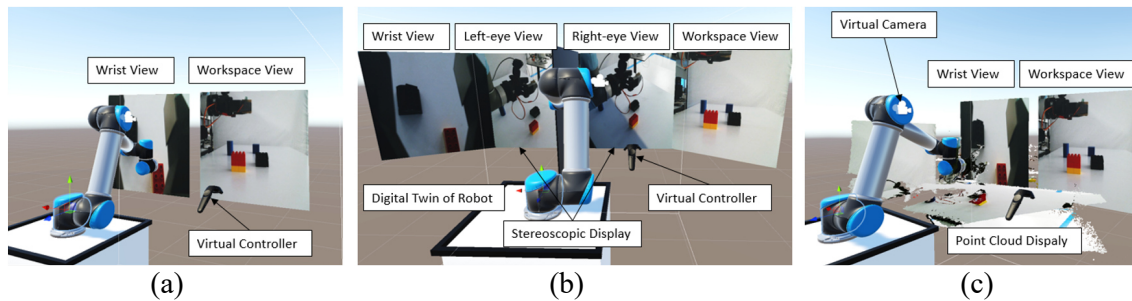 Wrist View
Workspace View
Virtual Controller
(a)
Wrist View
Left-eye View
Right-eye View
Workspace View
Digital Twin of Robot
Virtual Controller
Stereoscopic Display
(b)
Virtual Camera
Wrist View
Workspace View
Point Cloud Dispaly
(c)